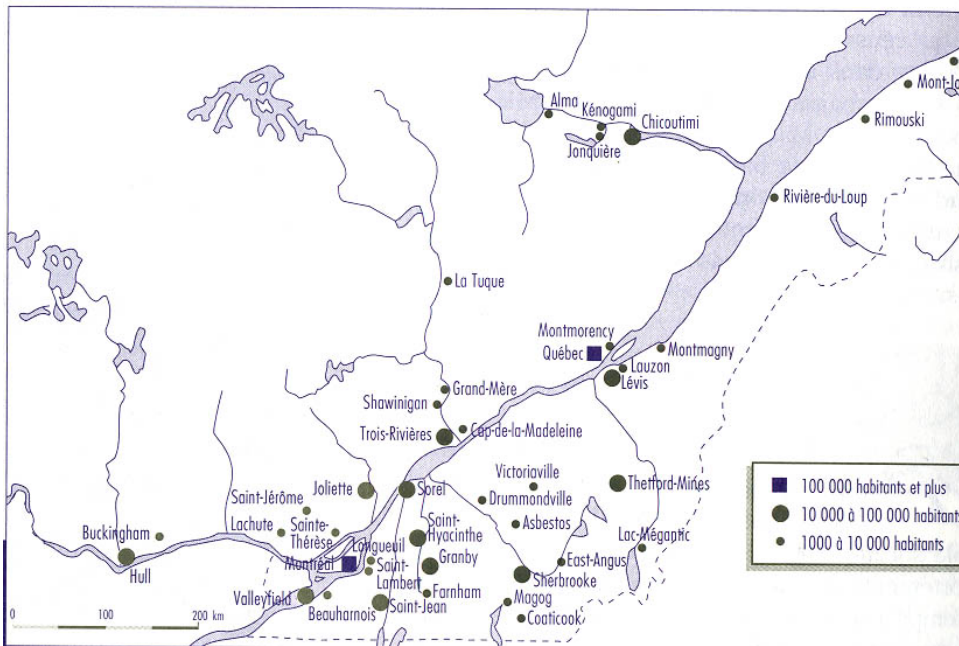 Mont-Jo
Alma
Kénogami
Chicoutimi
Rimouski
Jonquière
Rivière-du-Loup
La Tuque
Montmorency
Québec
Montmagny
Lauzon
Lévis
Grand-Mère
Shawinigan
Cap-de-la-Madeleine
Trois-Rivières
Victoriaville
Thetford-Mines
Joliette
Sorel
Drummondville
Saint-Jérôme
Buckingham
Lachute
Sainte-
Thérèse
Saint-
Hyacinthe
Asbestos
Lac-Mégaptic
Longueuil
Montréal
Saint-
Lambert
Granby
East-Angus
Hull
Sherbrooke
Valleyfield
Beauharnois
Saint-Jean
Farnham
Magog
Coaticook
0 100 200 km
100 000 habitants et plus
10 000 à 100 000 habitants
1000 à 10 000 habitants